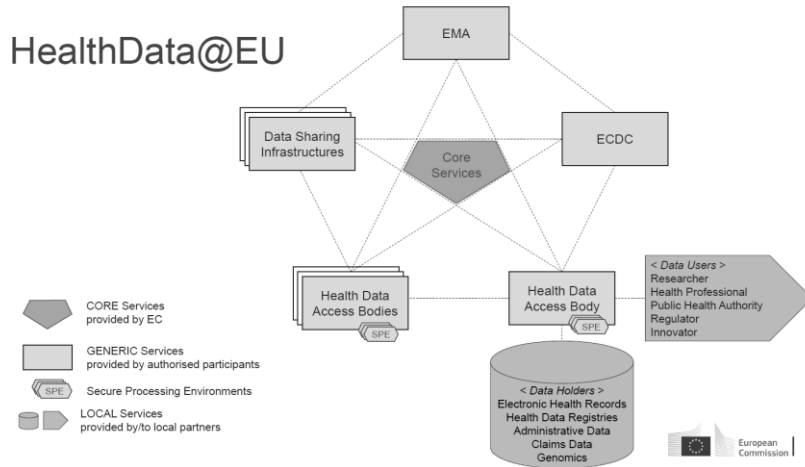 HealthData@EU
EMA
Data Sharing
Infrastructures
ECDC
Core
Services
Health Data
Access Bodies
SPE
Health Data
Access Body
SPE
< Data Users >
Researcher
Health Professional
Public Health Authority
Regulator
Innovator
< Data Holders >
Electronic Health Records
Health Data Registries
Administrative Data
Claims Data
Genomics
CORE Services
provided by EC
GENERIC Services
provided by authorised participants
SPE
Secure Processing Environments
LOCAL Services
provided by/to local partners
European
Commission